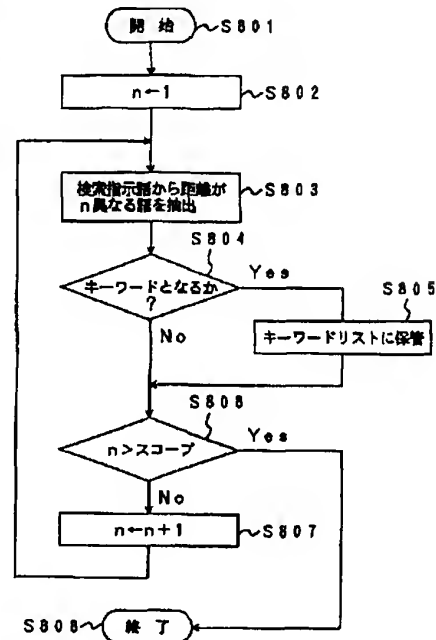 開始
S801
n←1
S802
検索指示語から距離が
n異なる語を抽出
S803
S804
キーワードとなるか
?
Yes
No
S805
キーワードリストに保管
S806
n>スコープ
Yes
No
n←n+1
S807
S808
終了